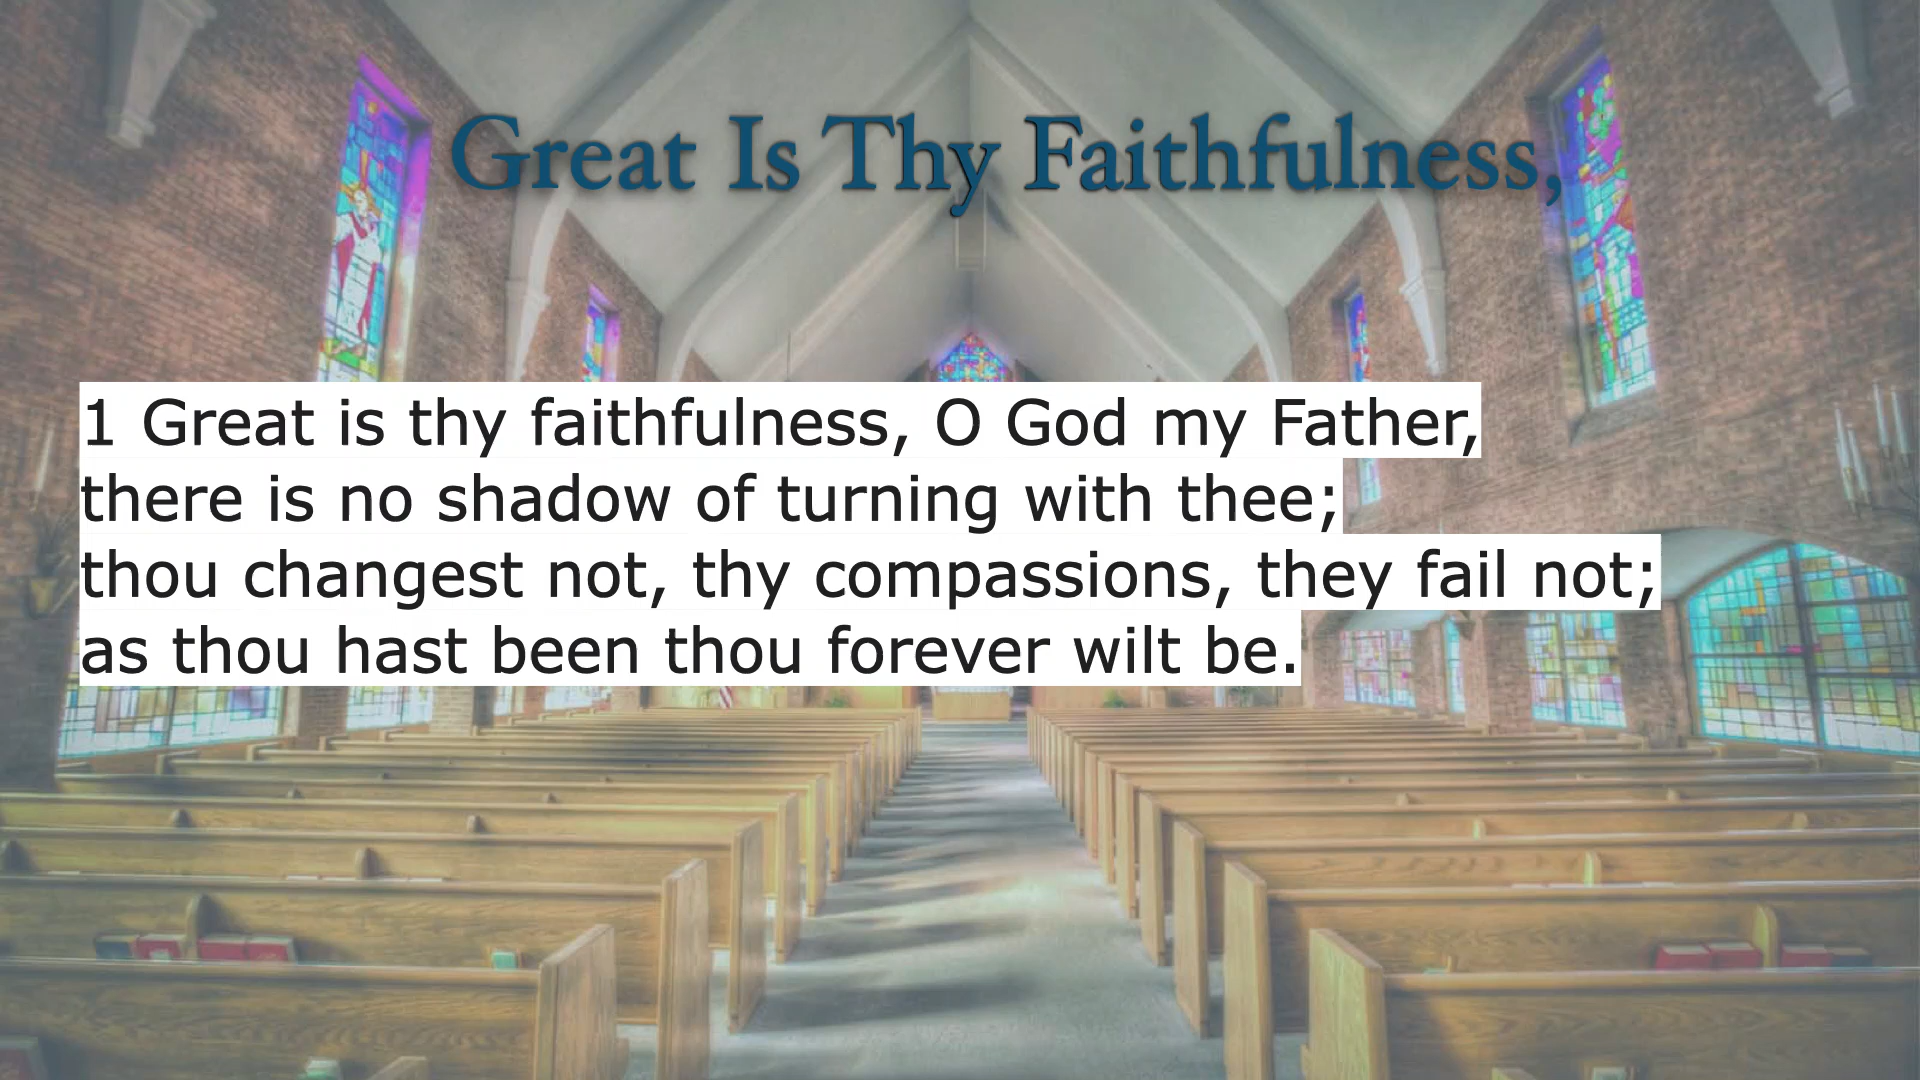 Great Is Thy Faithfulness,
1 Great is thy faithfulness, O God my Father,
there is no shadow of turning with thee;
thou changest not, thy compassions, they fail not;
as thou hast been thou forever wilt be.